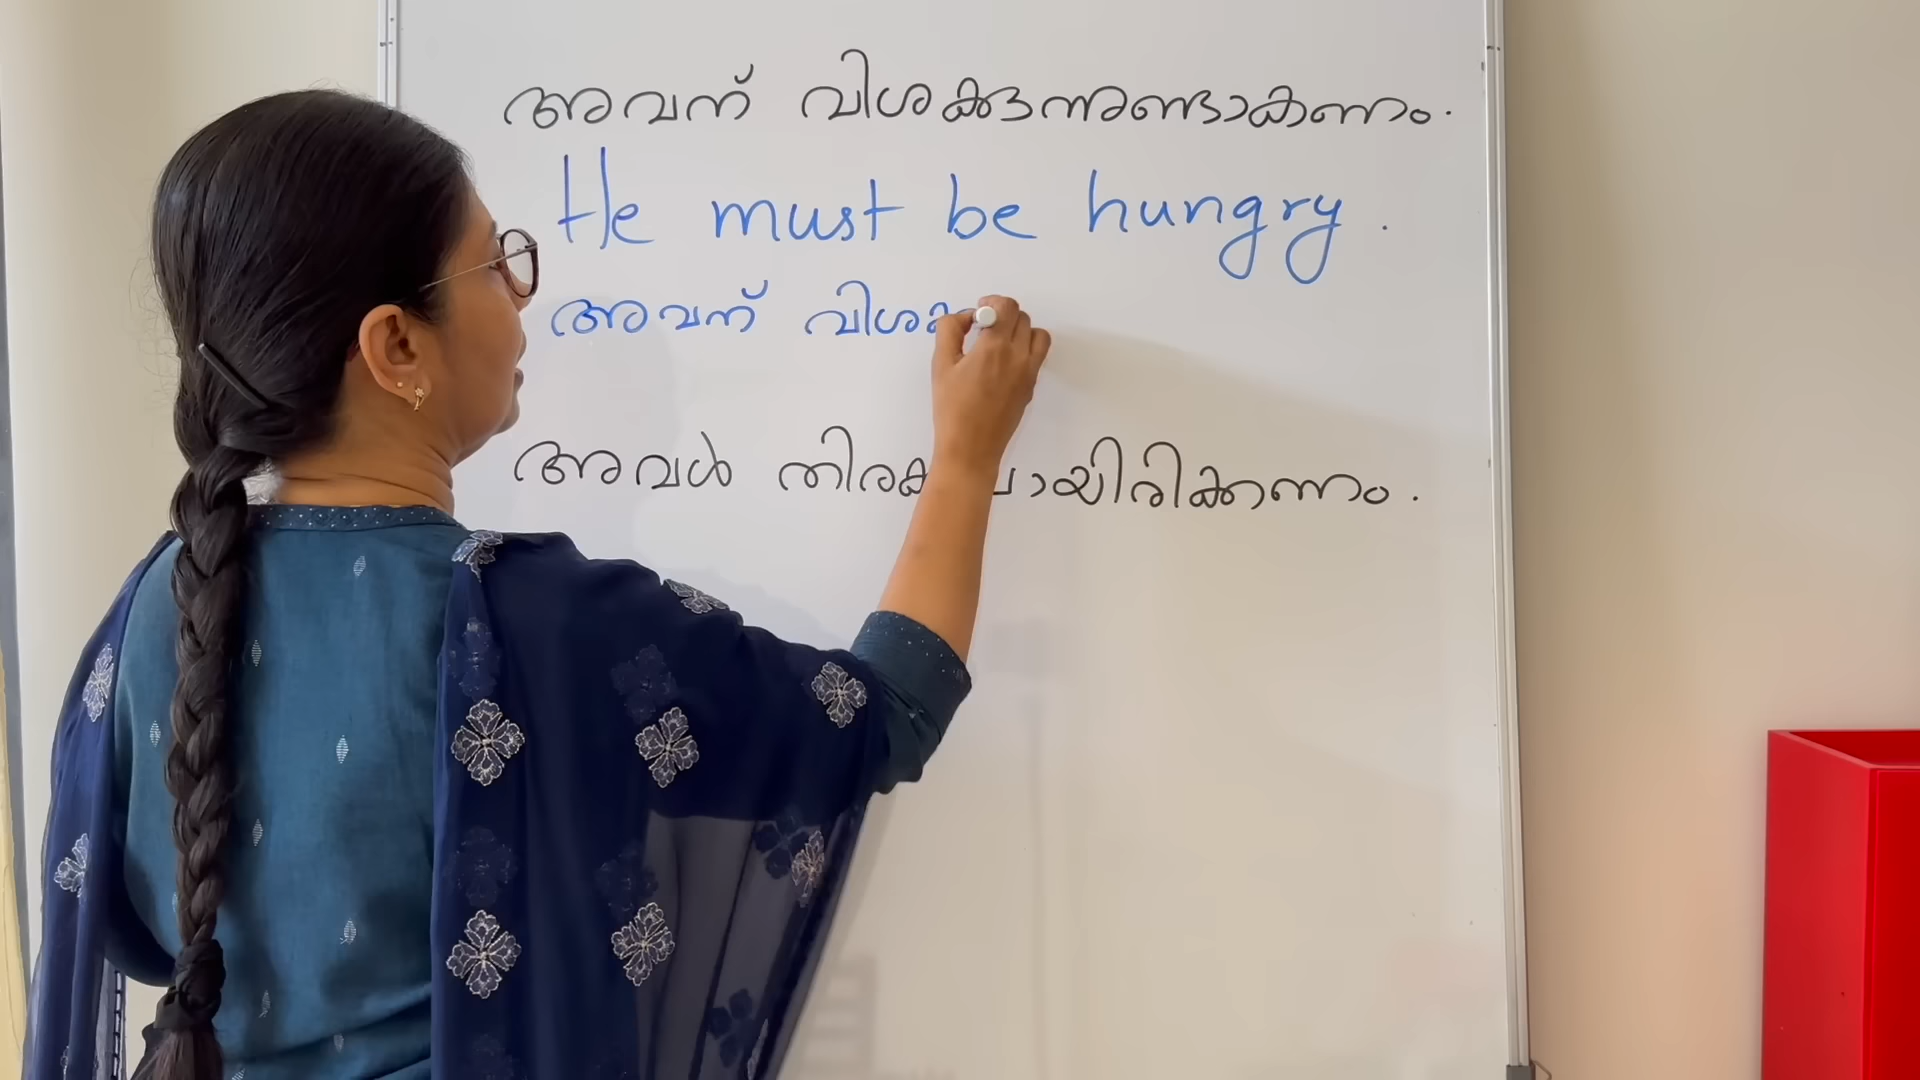 അവന് വിശക്കുന്നുണ്ടാകണം.
He must be hungry.
അവന്
അവൾ